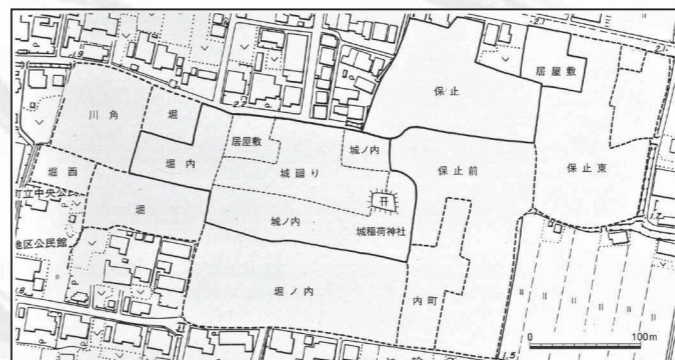 居屋敷
保止
川角
堀
居屋敷
城ノ内
堀内
城廻り
保止前
保止東
堀西
町立中央公
堀
城ノ内
城稲荷神社
地区公民館
堀ノ内
内町
100m